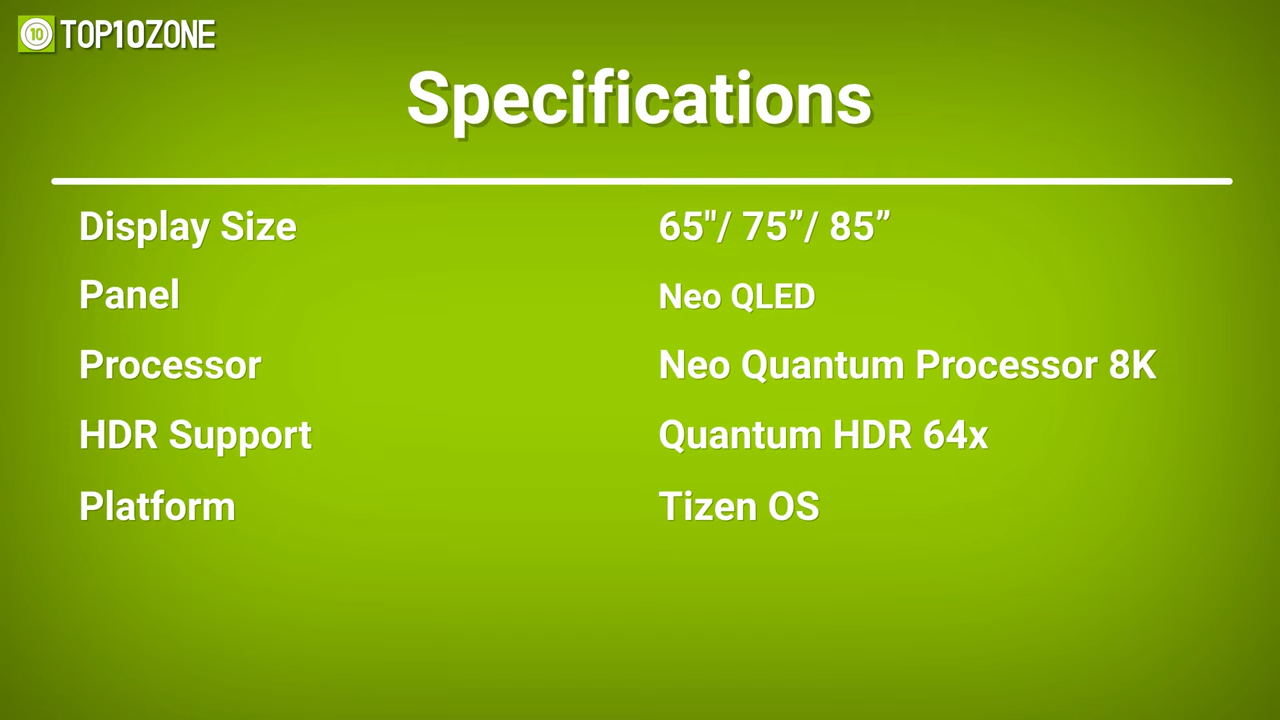 10 TOP10ZONE
Specifications
Display Size 65"/ 75”/ 85”
Panel Neo QLED
Processor Neo Quantum Processor 8K
HDR Support Quantum HDR 64x
Platform Tizen OS